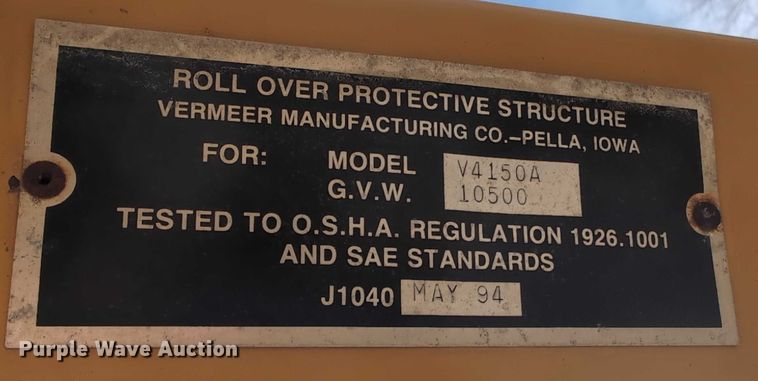 ROLL OVER PROTECTIVE STRUCTURE
VERMEER MANUFACTURING CO.–PELLA, IOWA
FOR: MODEL V4150A
G.V.W. 10500
TESTED TO O.S.H.A. REGULATION 1926.1001
AND SAE STANDARDS
J1040 MAY 94
Purple Wave Auction